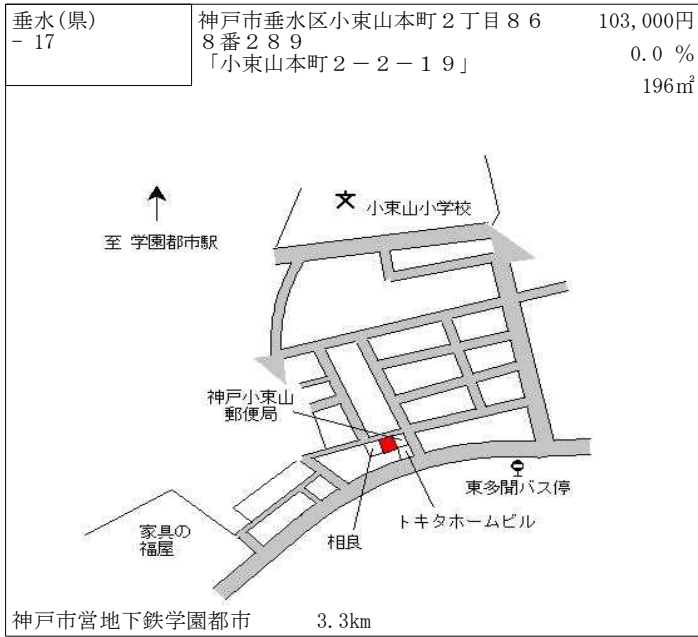 垂水(県)
－17
神戸市垂水区小東山本町２丁目８６
８番２８９
「小東山本町２－２－１９」
103,000円
0.0 %
196㎡
小東山小学校
至 学園都市駅
神戸小東山
郵便局
東多聞バス停
トキタホームビル
相良
家具の
福屋
神戸市営地下鉄学園都市 3.3km